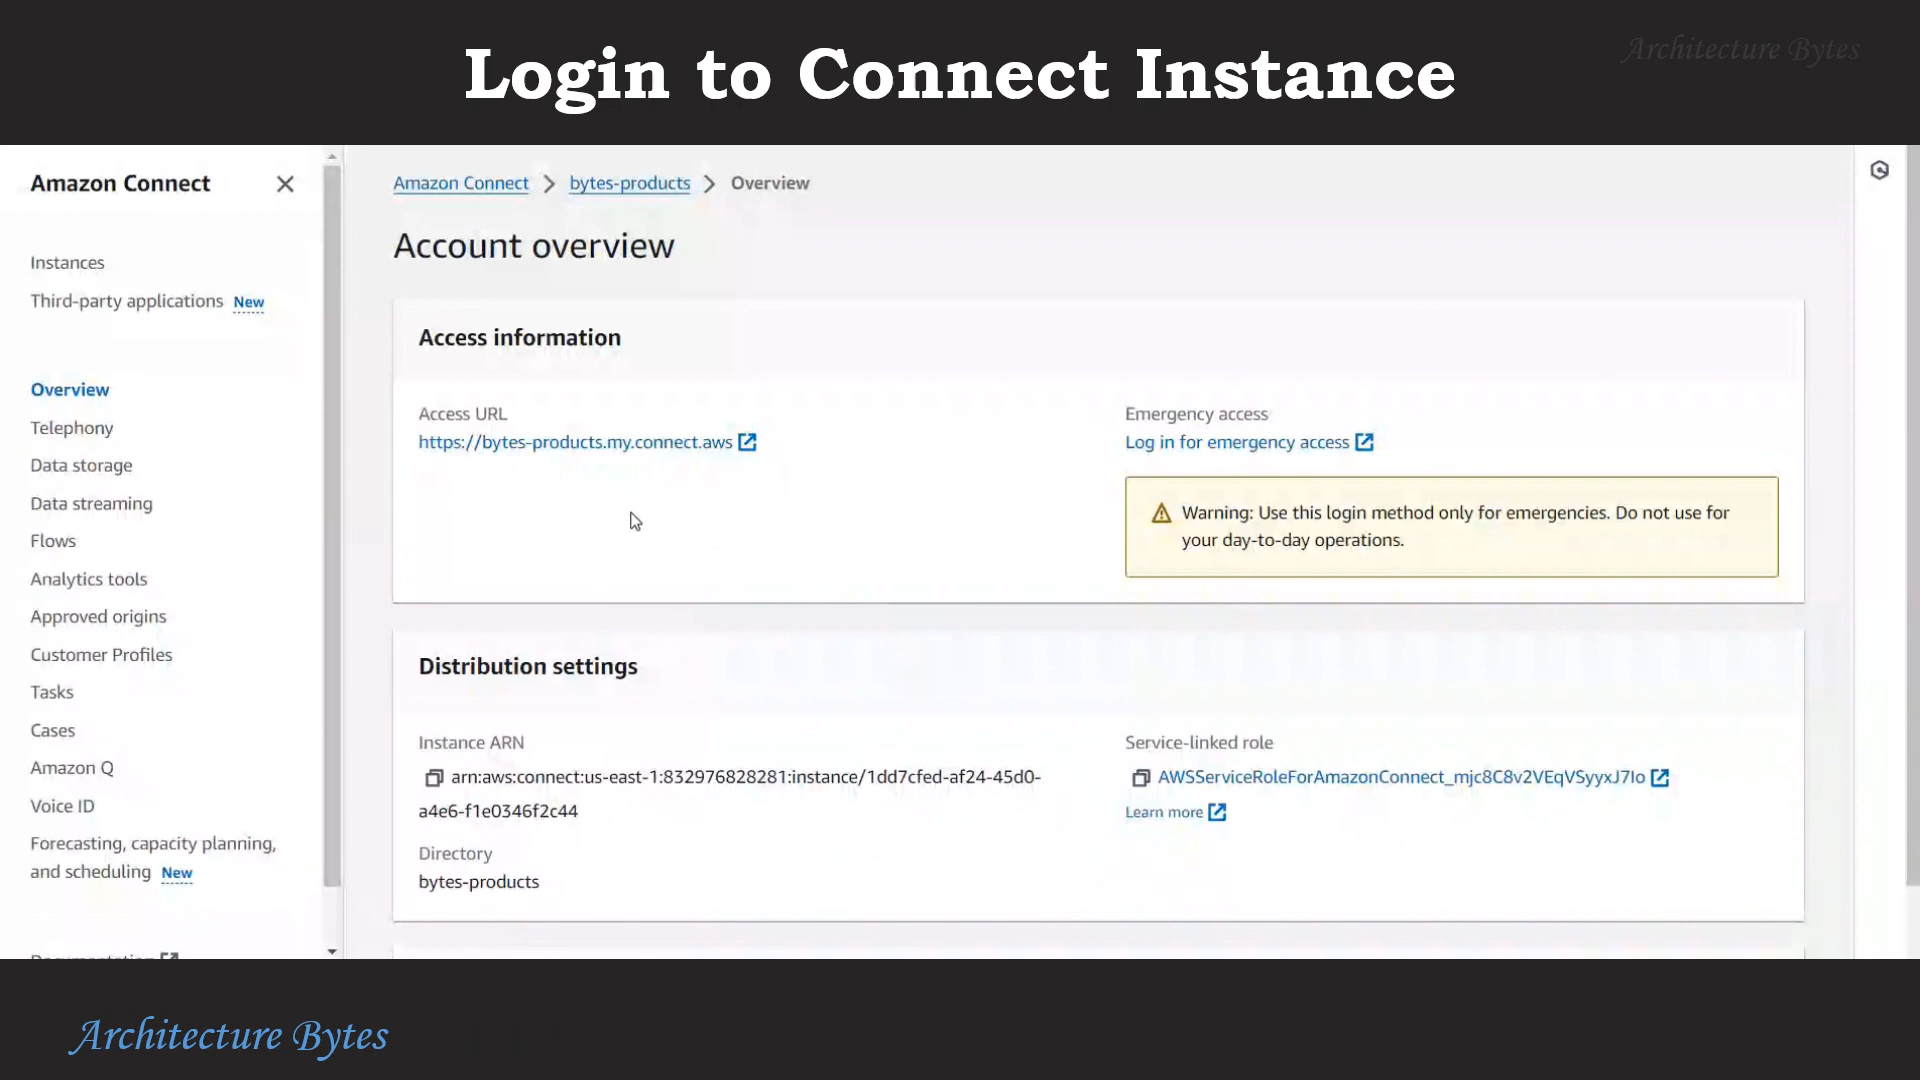 Login to Connect Instance
Architecture Bytes
Amazon Connect
Instances
Third-party applications New
Overview
Telephony
Data storage
Data streaming
Flows
Analytics tools
Approved origins
Customer Profiles
Tasks
Cases
Amazon Q
Voice ID
Forecasting, capacity planning,
and scheduling New
Documentation
Amazon Connect > bytes-products > Overview
Account overview
Access information
Access URL
https://bytes-products.my.connect.aws
Emergency access
Log in for emergency access
Warning: Use this login method only for emergencies. Do not use for
your day-to-day operations.
Distribution settings
Instance ARN
arn:aws:connect:us-east-1:832976828281:instance/1dd7cfed-af24-45d0-
a4e6-f1e0346f2c44
Directory
bytes-products
Service-linked role
AWSServiceRoleForAmazonConnect_mjc8C8v2VEqVSyyxJ7Io
Learn more
Architecture Bytes